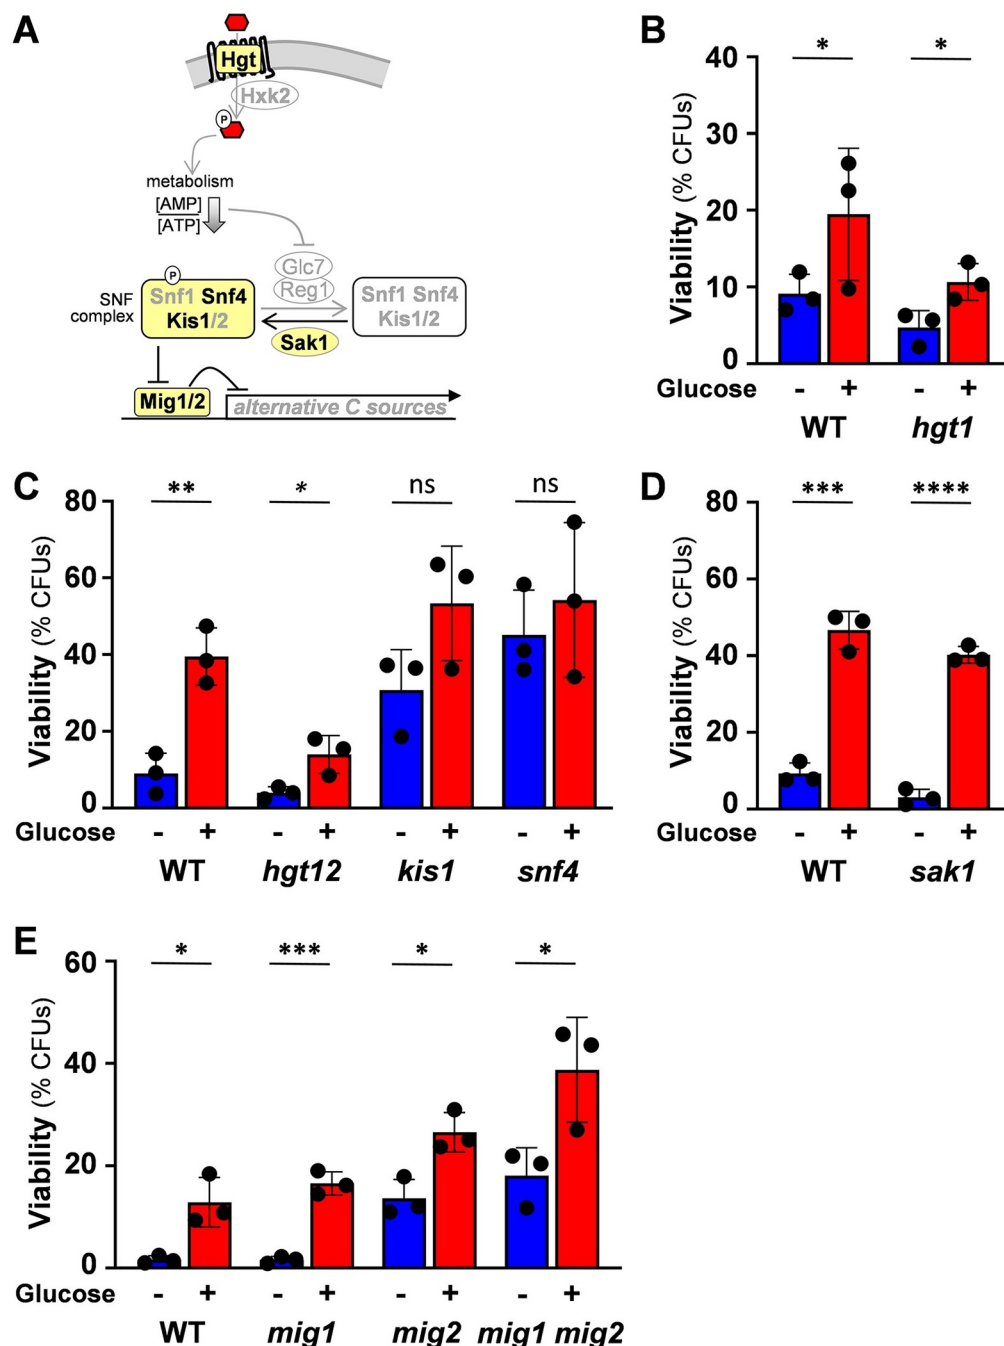 A
Hgt
Hxk2
P
metabolism
[AMP]
[ATP]
Glc7
Reg1
P
SNF complex
Snf1 Snf4
Kis1/2
Sak1
Snf1 Snf4
Kis1/2
Mig1/2
alternative C sources
B
Viability (% CFUs)
40
30
20
10
0
* *
Glucose - + - +
WT hgt1
C
Viability (% CFUs)
80
60
40
20
0
** * ns ns
Glucose - + - + - + - +
WT hgt12 kis1 snf4
D
Viability (% CFUs)
80
60
40
20
0
*** ****
Glucose - + - +
WT sak1
E
Viability (% CFUs)
60
40
20
0
* *** * *
Glucose - + - + - + - +
WT mig1 mig2 mig1 mig2